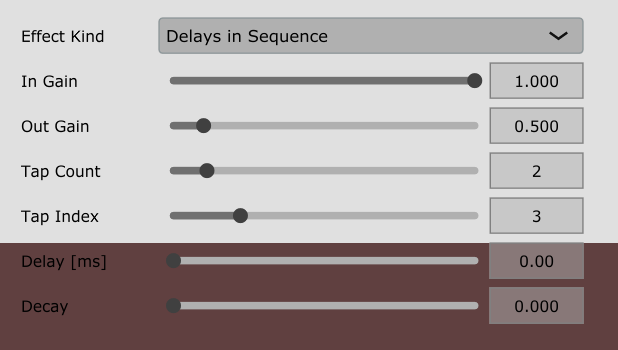 Effect Kind Delays in Sequence
In Gain 1.000
Out Gain 0.500
Tap Count 2
Tap Index 3
Delay [ms] 0.00
Decay 0.000